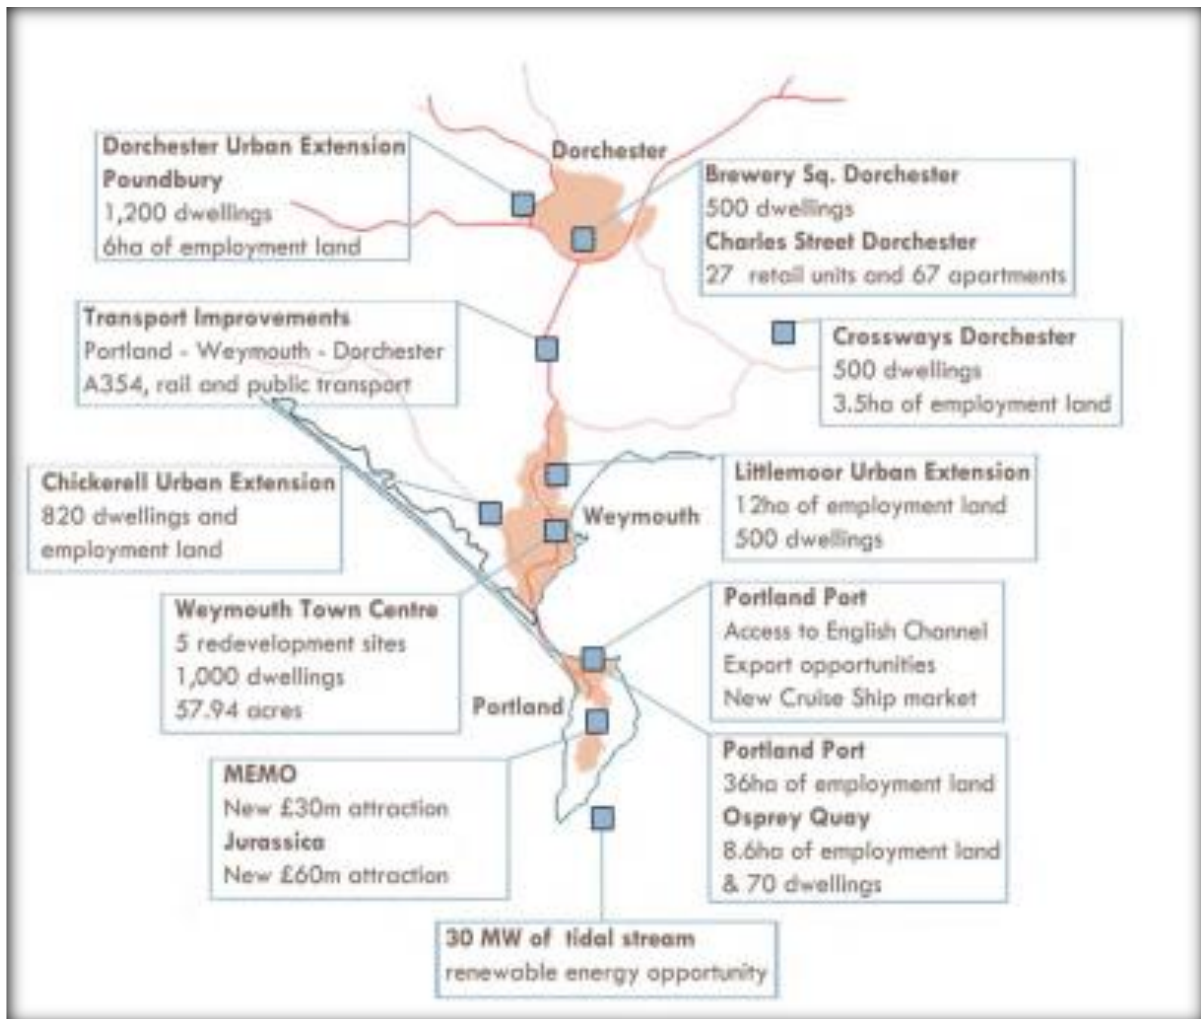 Dorchester
Dorchester Urban Extension
Poundbury
1,200 dwellings
6ha of employment land
Brewery Sq. Dorchester
500 dwellings
Charles Street Dorchester
27 retail units and 67 apartments
Transport Improvements
Portland - Weymouth - Dorchester
A354, rail and public transport
Crossways Dorchester
500 dwellings
3.5ha of employment land
Chickerell Urban Extension
820 dwellings and
employment land
Littlemoor Urban Extension
12ha of employment land
500 dwellings
Weymouth
Weymouth Town Centre
5 redevelopment sites
1,000 dwellings
57.94 acres
Portland Port
Access to English Channel
Export opportunities
New Cruise Ship market
Portland
MEMO
New £30m attraction
Jurassica
New £60m attraction
Portland Port
36ha of employment land
Osprey Quay
8.6ha of employment land
& 70 dwellings
30 MW of tidal stream
renewable energy opportunity